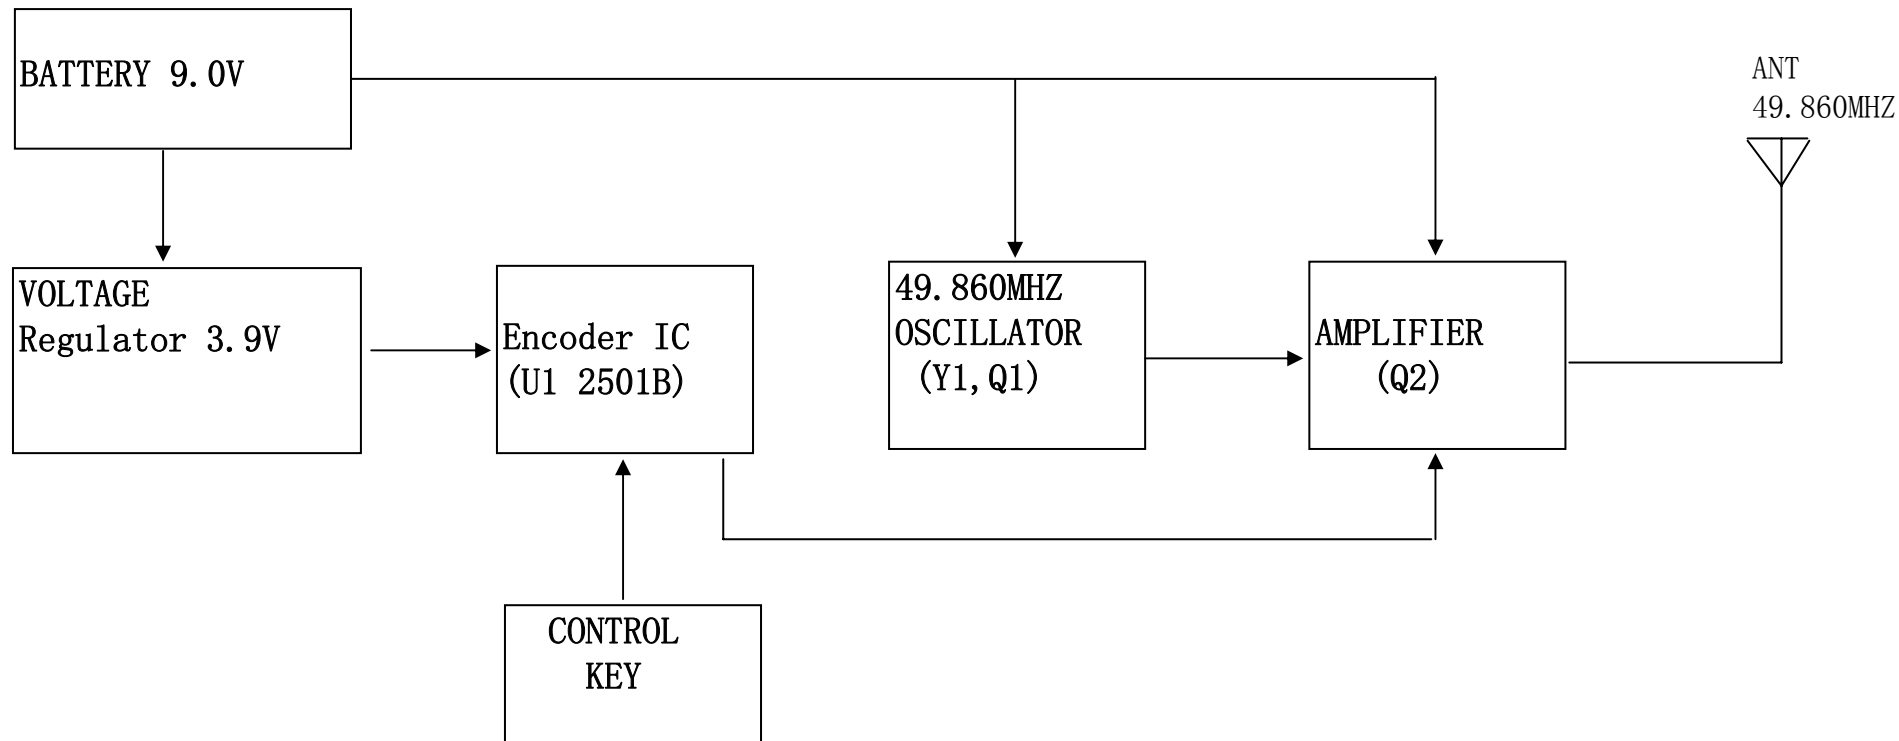 BATTERY 9.0V
ANT
49.860MHZ
VOLTAGE
Regulator 3.9V
Encoder IC
(U1 2501B)
49.860MHZ
OSCILLATOR
(Y1,Q1)
AMPLIFIER
(Q2)
CONTROL
KEY